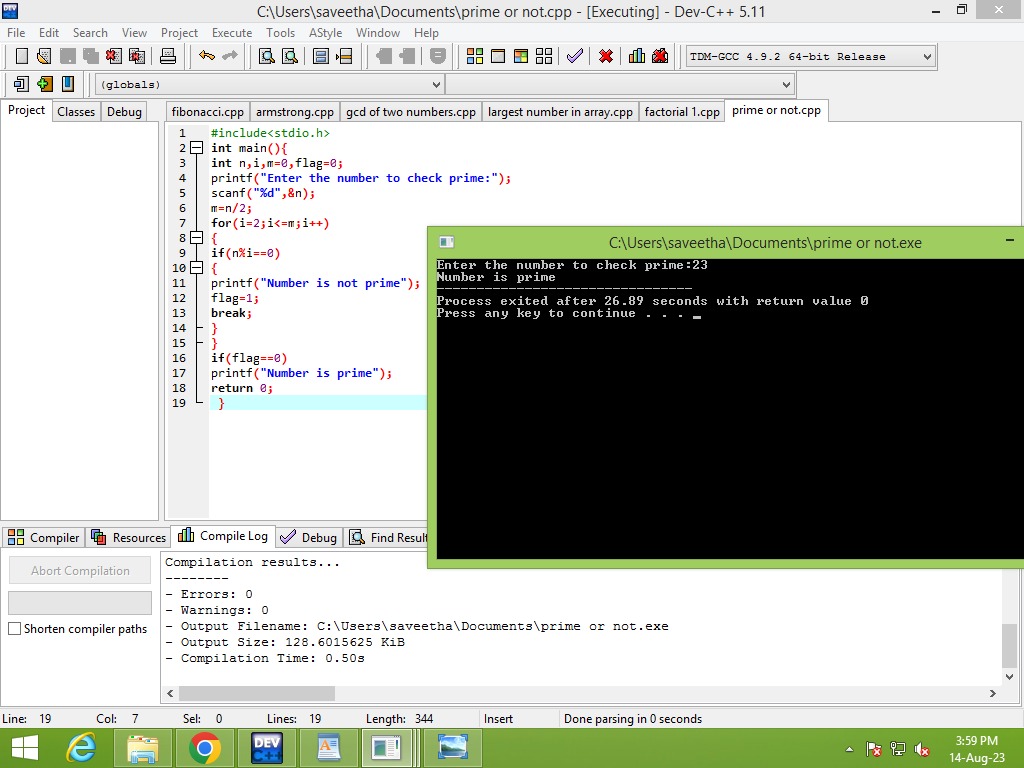 C:\Users\saveetha\Documents\prime or not.cpp - [Executing] - Dev-C++ 5.11
File Edit Search View Project Execute Tools AStyle Window Help
TDM-GCC 4.9.2 64-bit Release
(globals)
Project Classes Debug
fibonacci.cpp armstrong.cpp gcd of two numbers.cpp largest number in array.cpp factorial 1.cpp prime or not.cpp
1 #include<stdio.h>
2 int main(){
3 int n,i,m=0,flag=0;
4 printf("Enter the number to check prime:");
5 scanf("%d",&n);
6 m=n/2;
7 for(i=2;i<=m;i++)
8 {
9 if(n%i==0)
10 {
11 printf("Number is not prime");
12 flag=1;
13 break;
14 }
15 }
16 if(flag==0)
17 printf("Number is prime");
18 return 0;
19 }
C:\Users\saveetha\Documents\prime or not.exe
Enter the number to check prime:23
Number is prime
--------------------------------
Process exited after 26.89 seconds with return value 0
Press any key to continue . . . _
Compiler Resources Compile Log Debug Find Result
Abort Compilation
Shorten compiler paths
Compilation results...
--------
- Errors: 0
- Warnings: 0
- Output Filename: C:\Users\saveetha\Documents\prime or not.exe
- Output Size: 128.6015625 KiB
- Compilation Time: 0.50s
Line: 19 Col: 7 Sel: 0 Lines: 19 Length: 344 Insert Done parsing in 0 seconds
DEV C++
3:59 PM
14-Aug-23